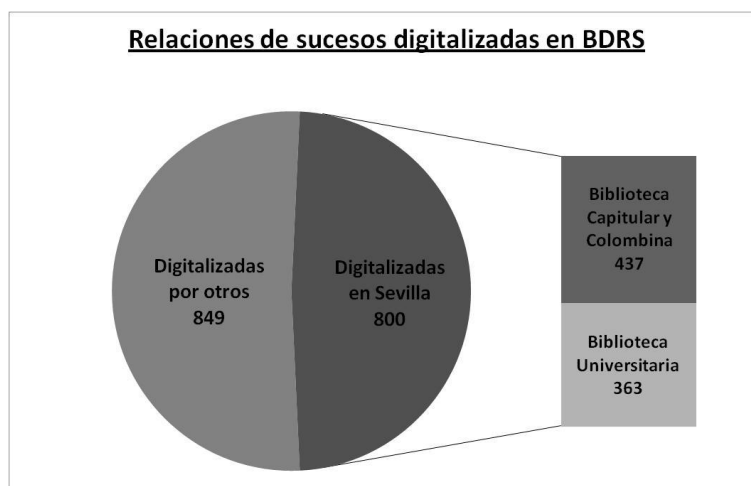 Relaciones de sucesos digitalizadas en BDRS
Digitalizadas
por otros
849
Digitalizadas
en Sevilla
800
Biblioteca
Capitular y
Colombina
437
Biblioteca
Universitaria
363